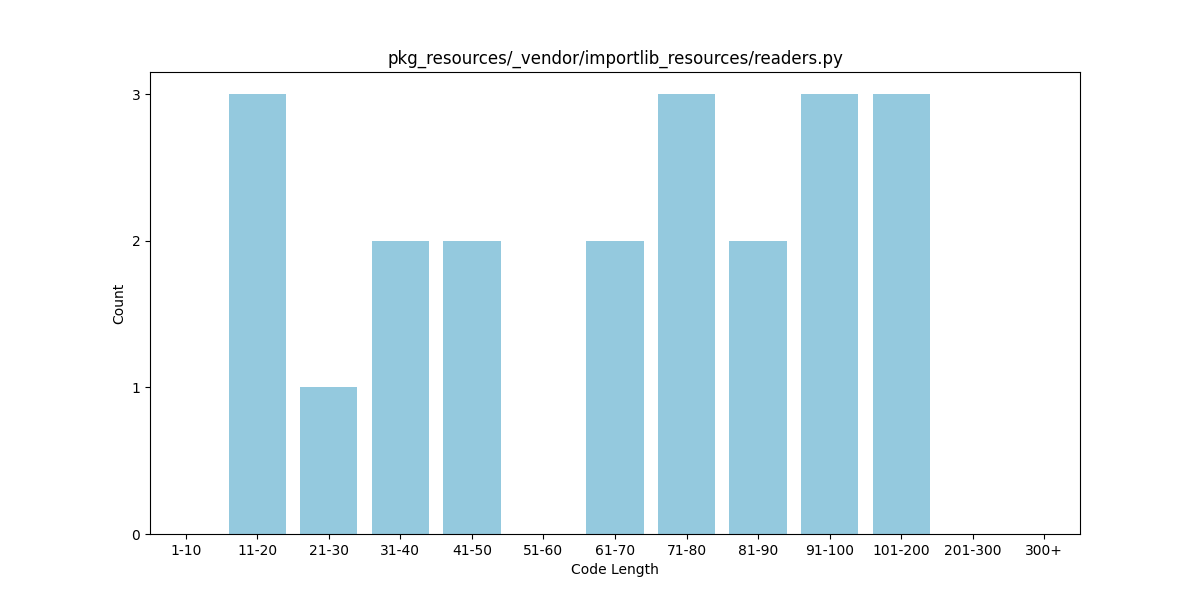 pkg_resources/_vendor/importlib_resources/readers.py
3
2
1
0
Count
1-10 11-20 21-30 31-40 41-50 51-60 61-70 71-80 81-90 91-100 101-200 201-300 300+
Code Length